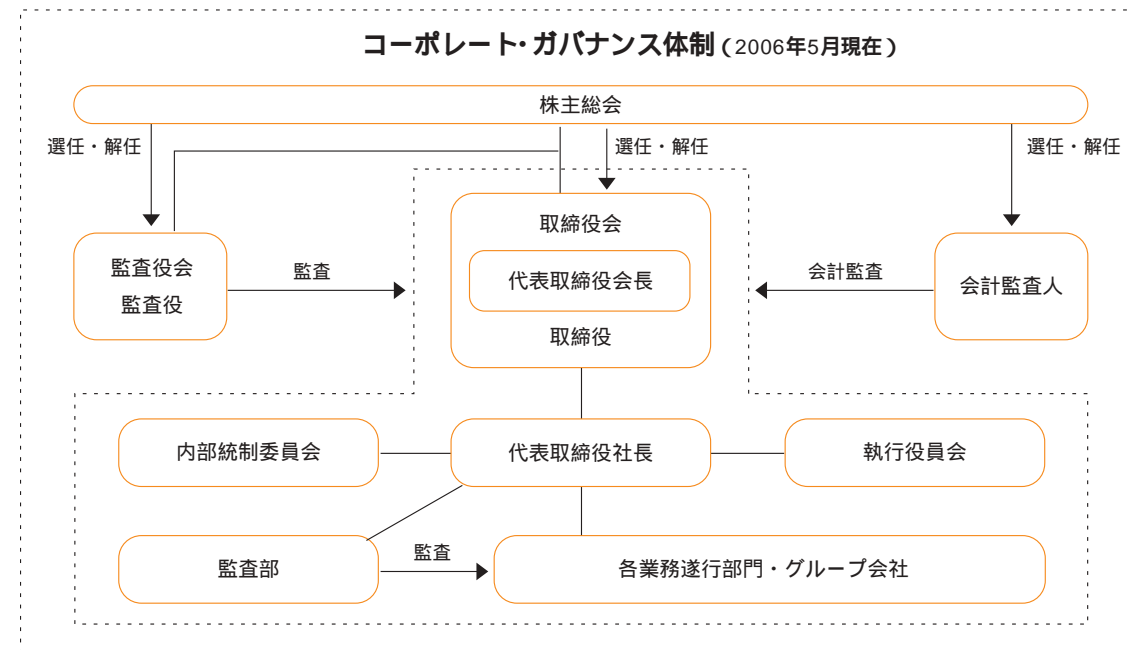 コーポレート・ガバナンス体制（2006年5月現在）
株主総会
選任・解任
選任・解任
選任・解任
監査役会
監査役
監査
取締役会
代表取締役会長
取締役
会計監査
会計監査人
内部統制委員会
代表取締役社長
執行役員会
監査部
監査
各業務遂行部門・グループ会社